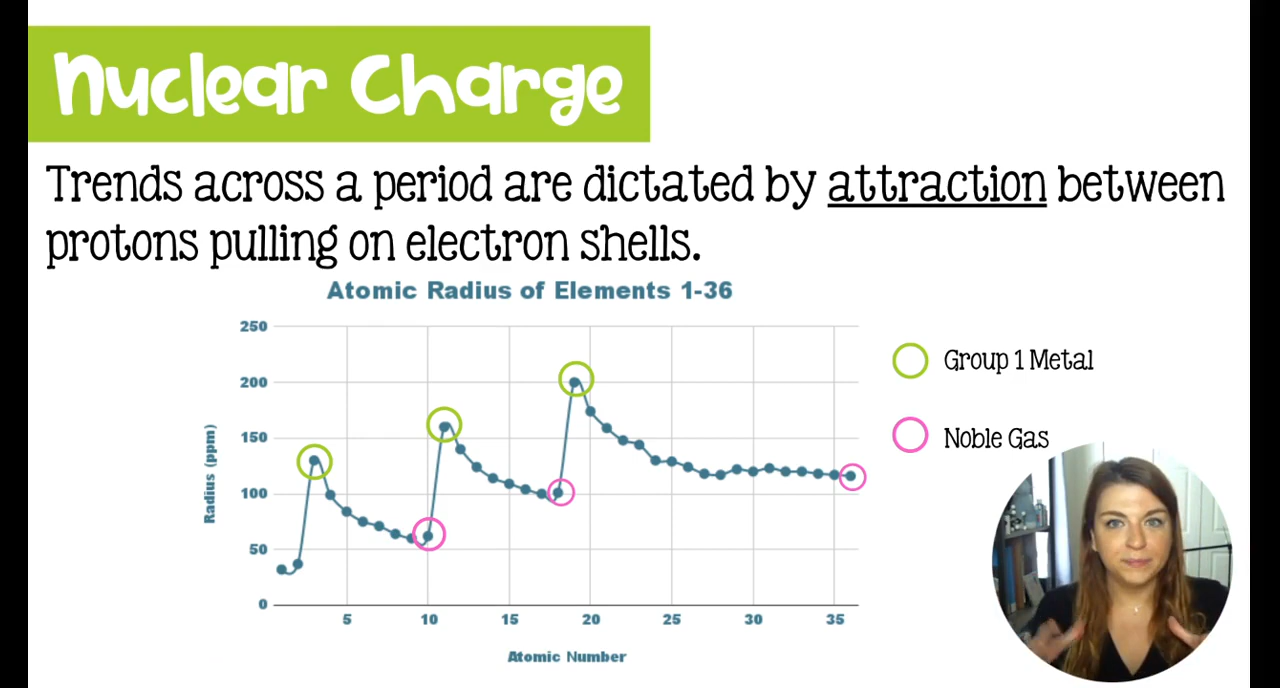 Nuclear Charge
Trends across a period are dictated by attraction between
protons pulling on electron shells.
Atomic Radius of Elements 1-36
250
200
150
100
50
0
Radius (ppm)
5 10 15 20 25 30 35
Atomic Number
Group 1 Metal
Noble Gas